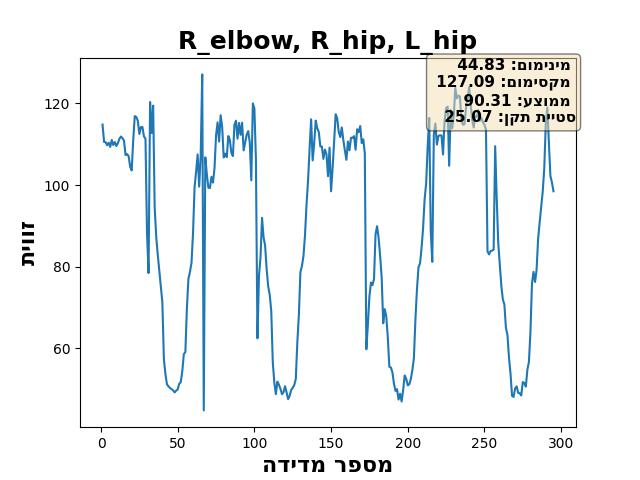 R_elbow, R_hip, L_hip
מינימום: 44.83
מקסימום: 127.09
ממוצע: 90.31
סטיית תקן: 25.07
120
100
80
60
זווית
0 50 100 150 200 250 300
מספר מדידה